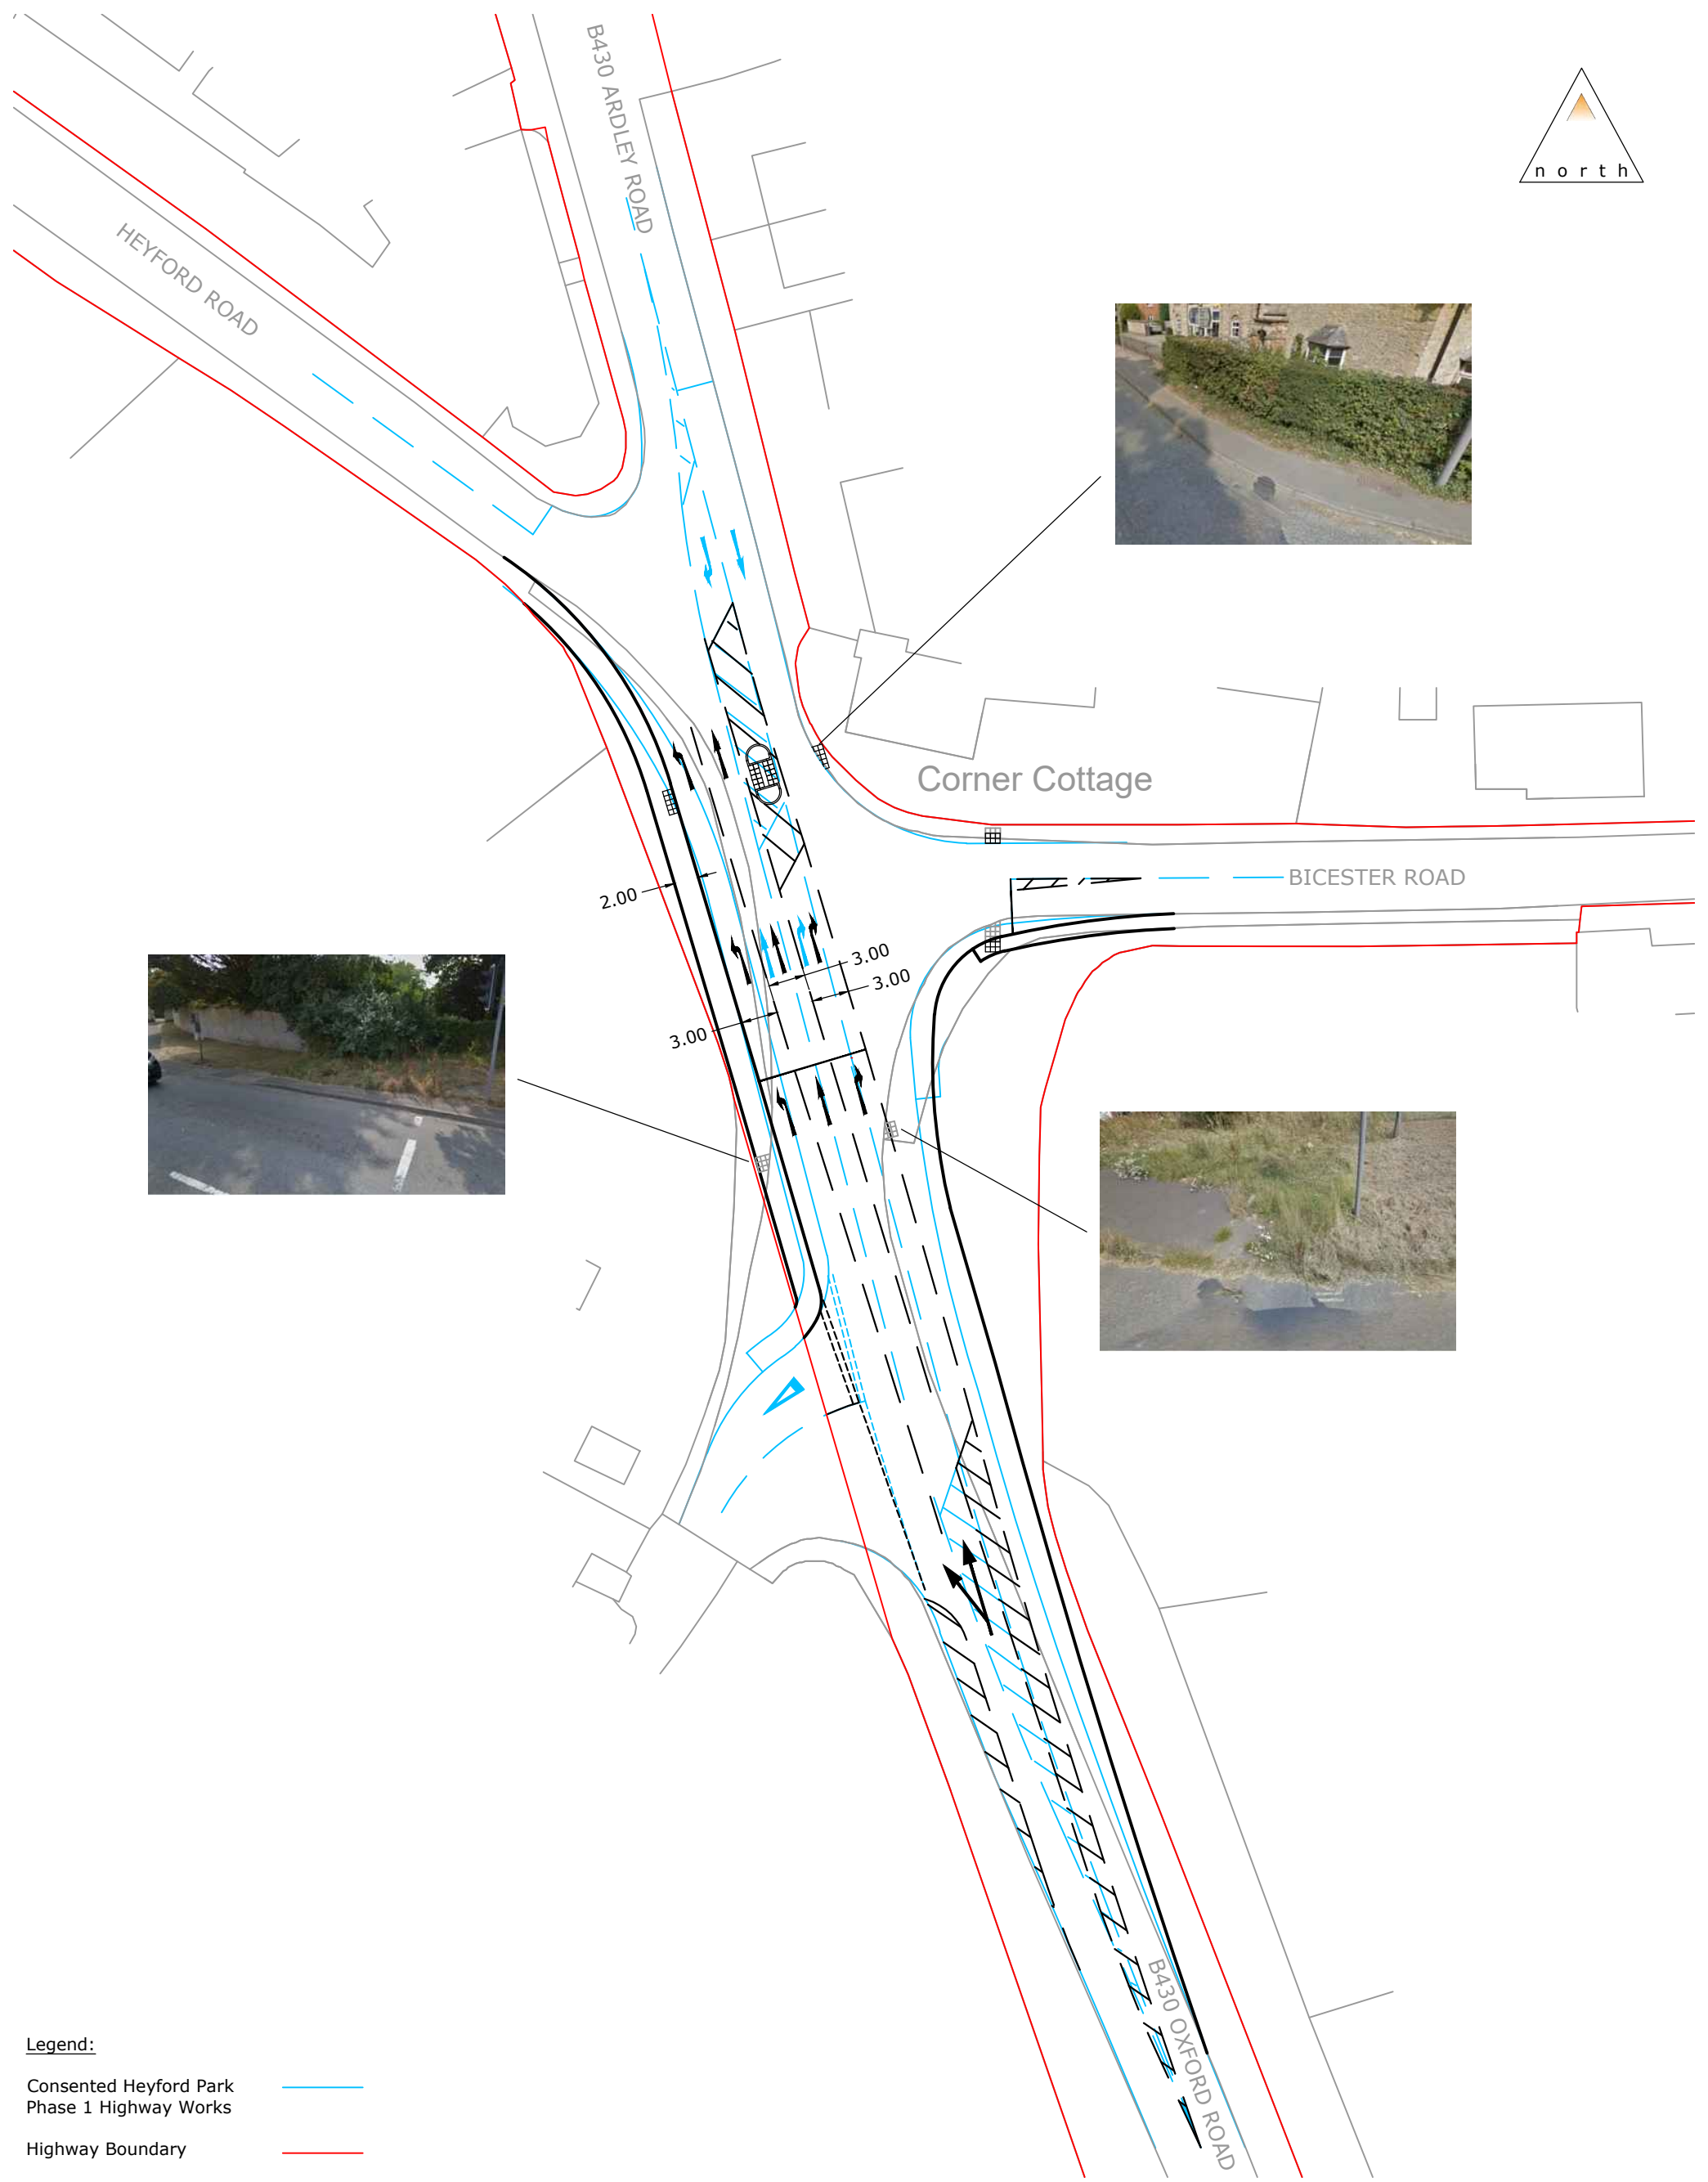 B430 ARDLEY ROAD
north
HEYFORD ROAD
Corner Cottage
BICESTER ROAD
2.00
3.00
3.00
3.00
B430 OXFORD ROAD
Legend:
Consented Heyford Park
Phase 1 Highway Works
Highway Boundary